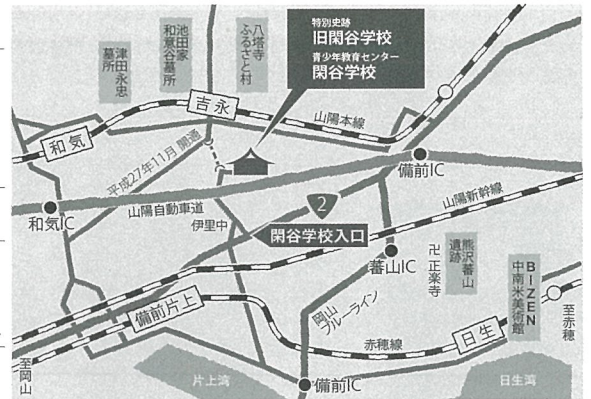 特別史跡
旧閑谷学校
青少年教育センター
閑谷学校
八塔寺
ふるさと村
池田家
和意谷墓所
津田永忠
墓所
吉永
和気
山陽本線
平成27年11月 開通
備前IC
和気IC
山陽自動車道
2
伊里中
閑谷学校入口
山陽新幹線
蕃山IC
熊沢蕃山
遺跡
卍 正楽寺
BIZEN
中南米美術館
備前片上
岡山
ブルーライン
赤穂線
日生
至赤穂
至岡山
片上湾
備前IC
日生湾